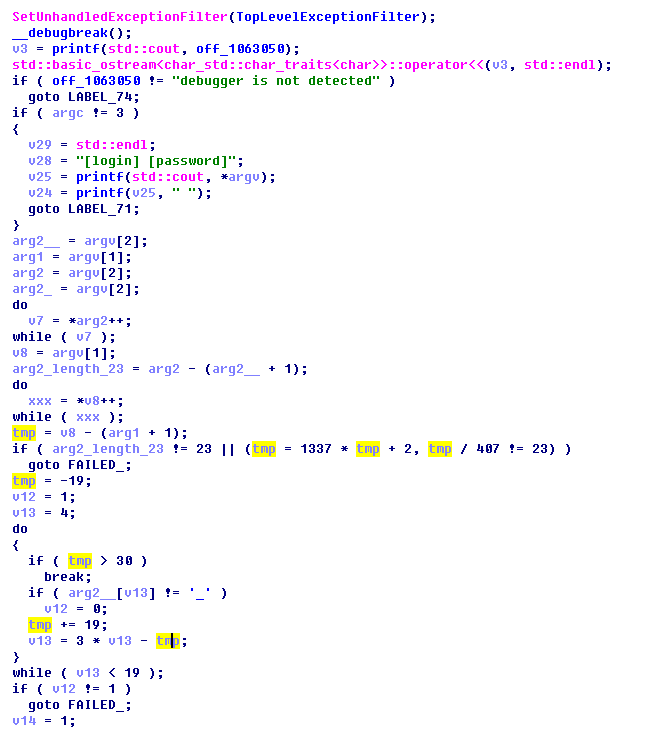 SetUnhandledExceptionFilter(TopLevelExceptionFilter);
__debugbreak();
v3 = printf(std::cout, off_1063050);
std::basic_ostream<char_std::char_traits<char>>::operator<<(v3, std::endl);
if ( off_1063050 != "debugger is not detected" )
  goto LABEL_74;
if ( argc != 3 )
{
  v29 = std::endl;
  v28 = "[login] [password]";
  v25 = printf(std::cout, *argv);
  v24 = printf(v25, " ");
  goto LABEL_71;
}
arg2__ = argv[2];
arg1 = argv[1];
arg2 = argv[2];
arg2_ = argv[2];
do
  v7 = *arg2++;
while ( v7 );
v8 = argv[1];
arg2_length_23 = arg2 - (arg2__ + 1);
do
  xxx = *v8++;
while ( xxx );
tmp = v8 - (arg1 + 1);
if ( arg2_length_23 != 23 || (tmp = 1337 * tmp + 2, tmp / 407 != 23) )
  goto FAILED_;
tmp = -19;
v12 = 1;
v13 = 4;
do
{
  if ( tmp > 30 )
    break;
  if ( arg2__[v13] != '_' )
    v12 = 0;
  tmp += 19;
  v13 = 3 * v13 - tmp;
}
while ( v13 < 19 );
if ( v12 != 1 )
  goto FAILED_;
v14 = 1;